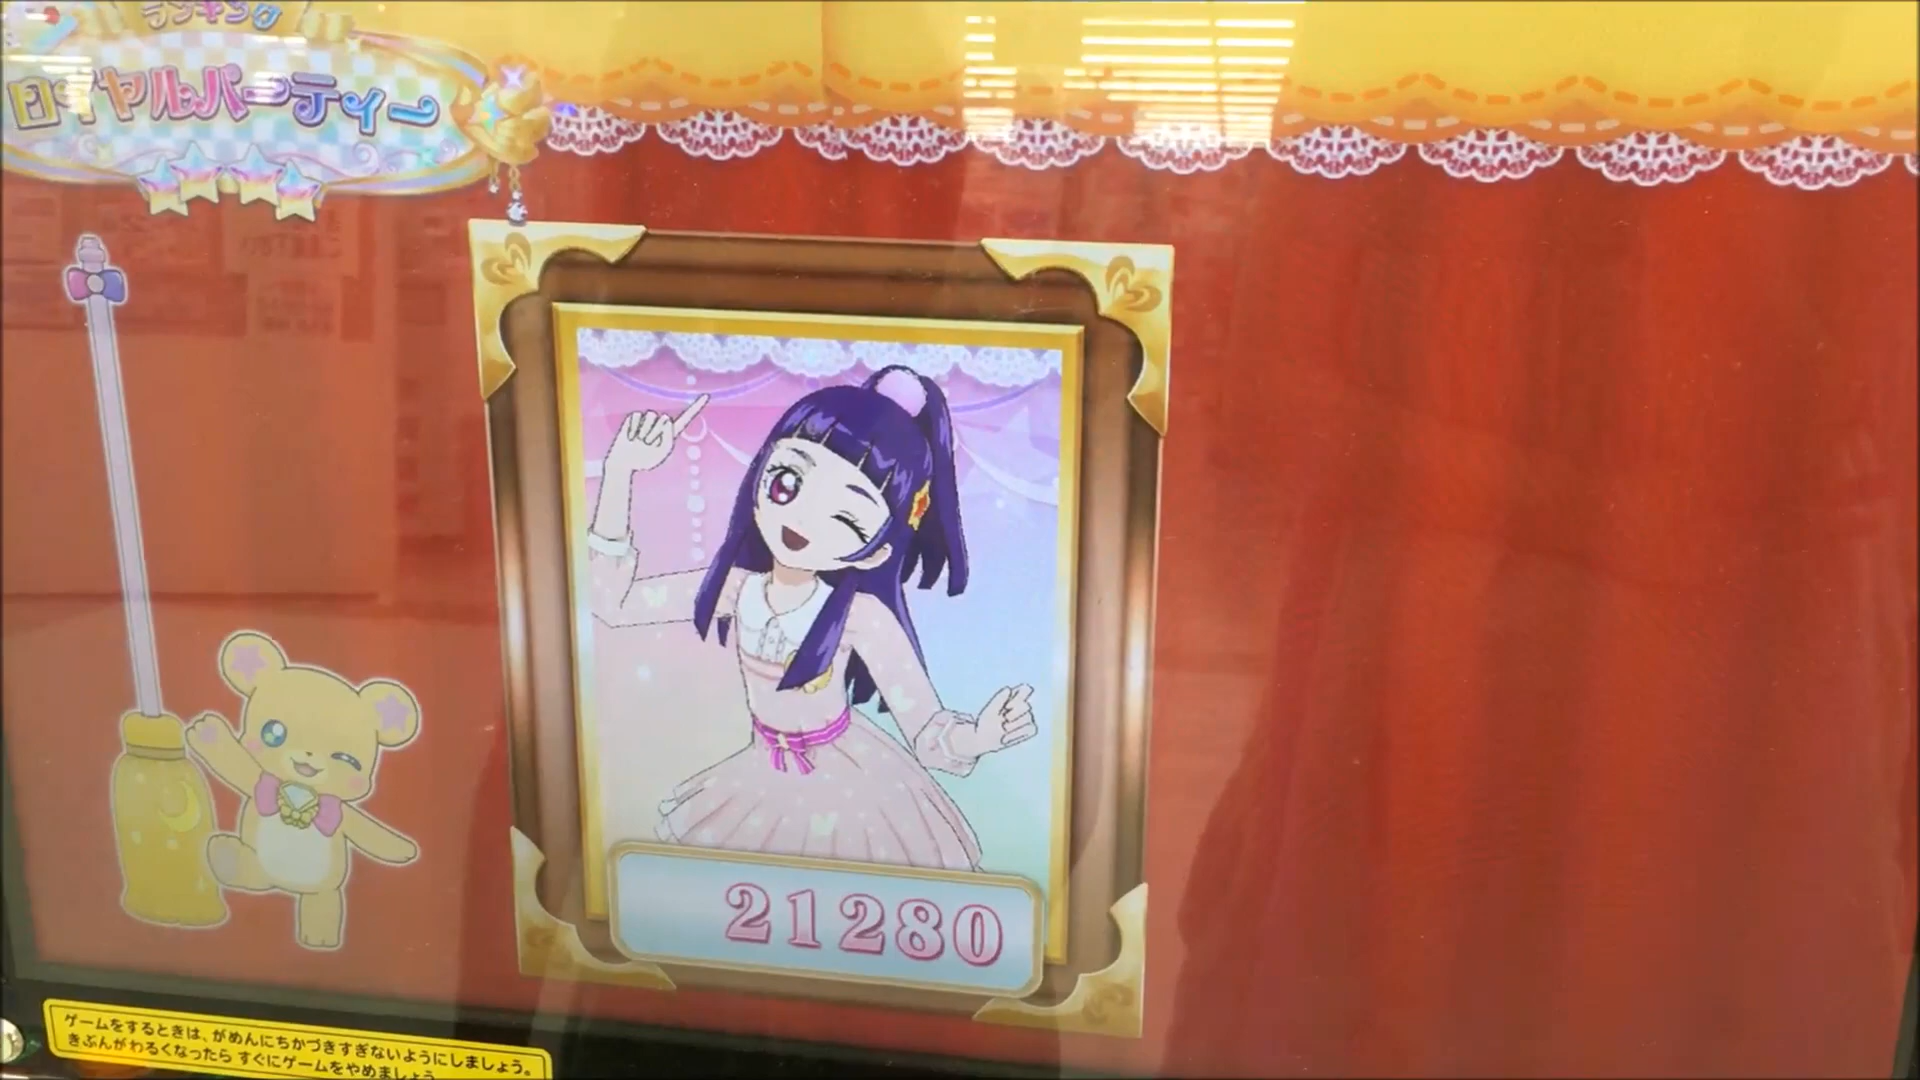 ランキング
ロイヤルパーティー
21280
ゲームをするときは、がめんにちかづきすぎないようにしましょう。
きぶんがわるくなったら すぐにゲームをやめましょう